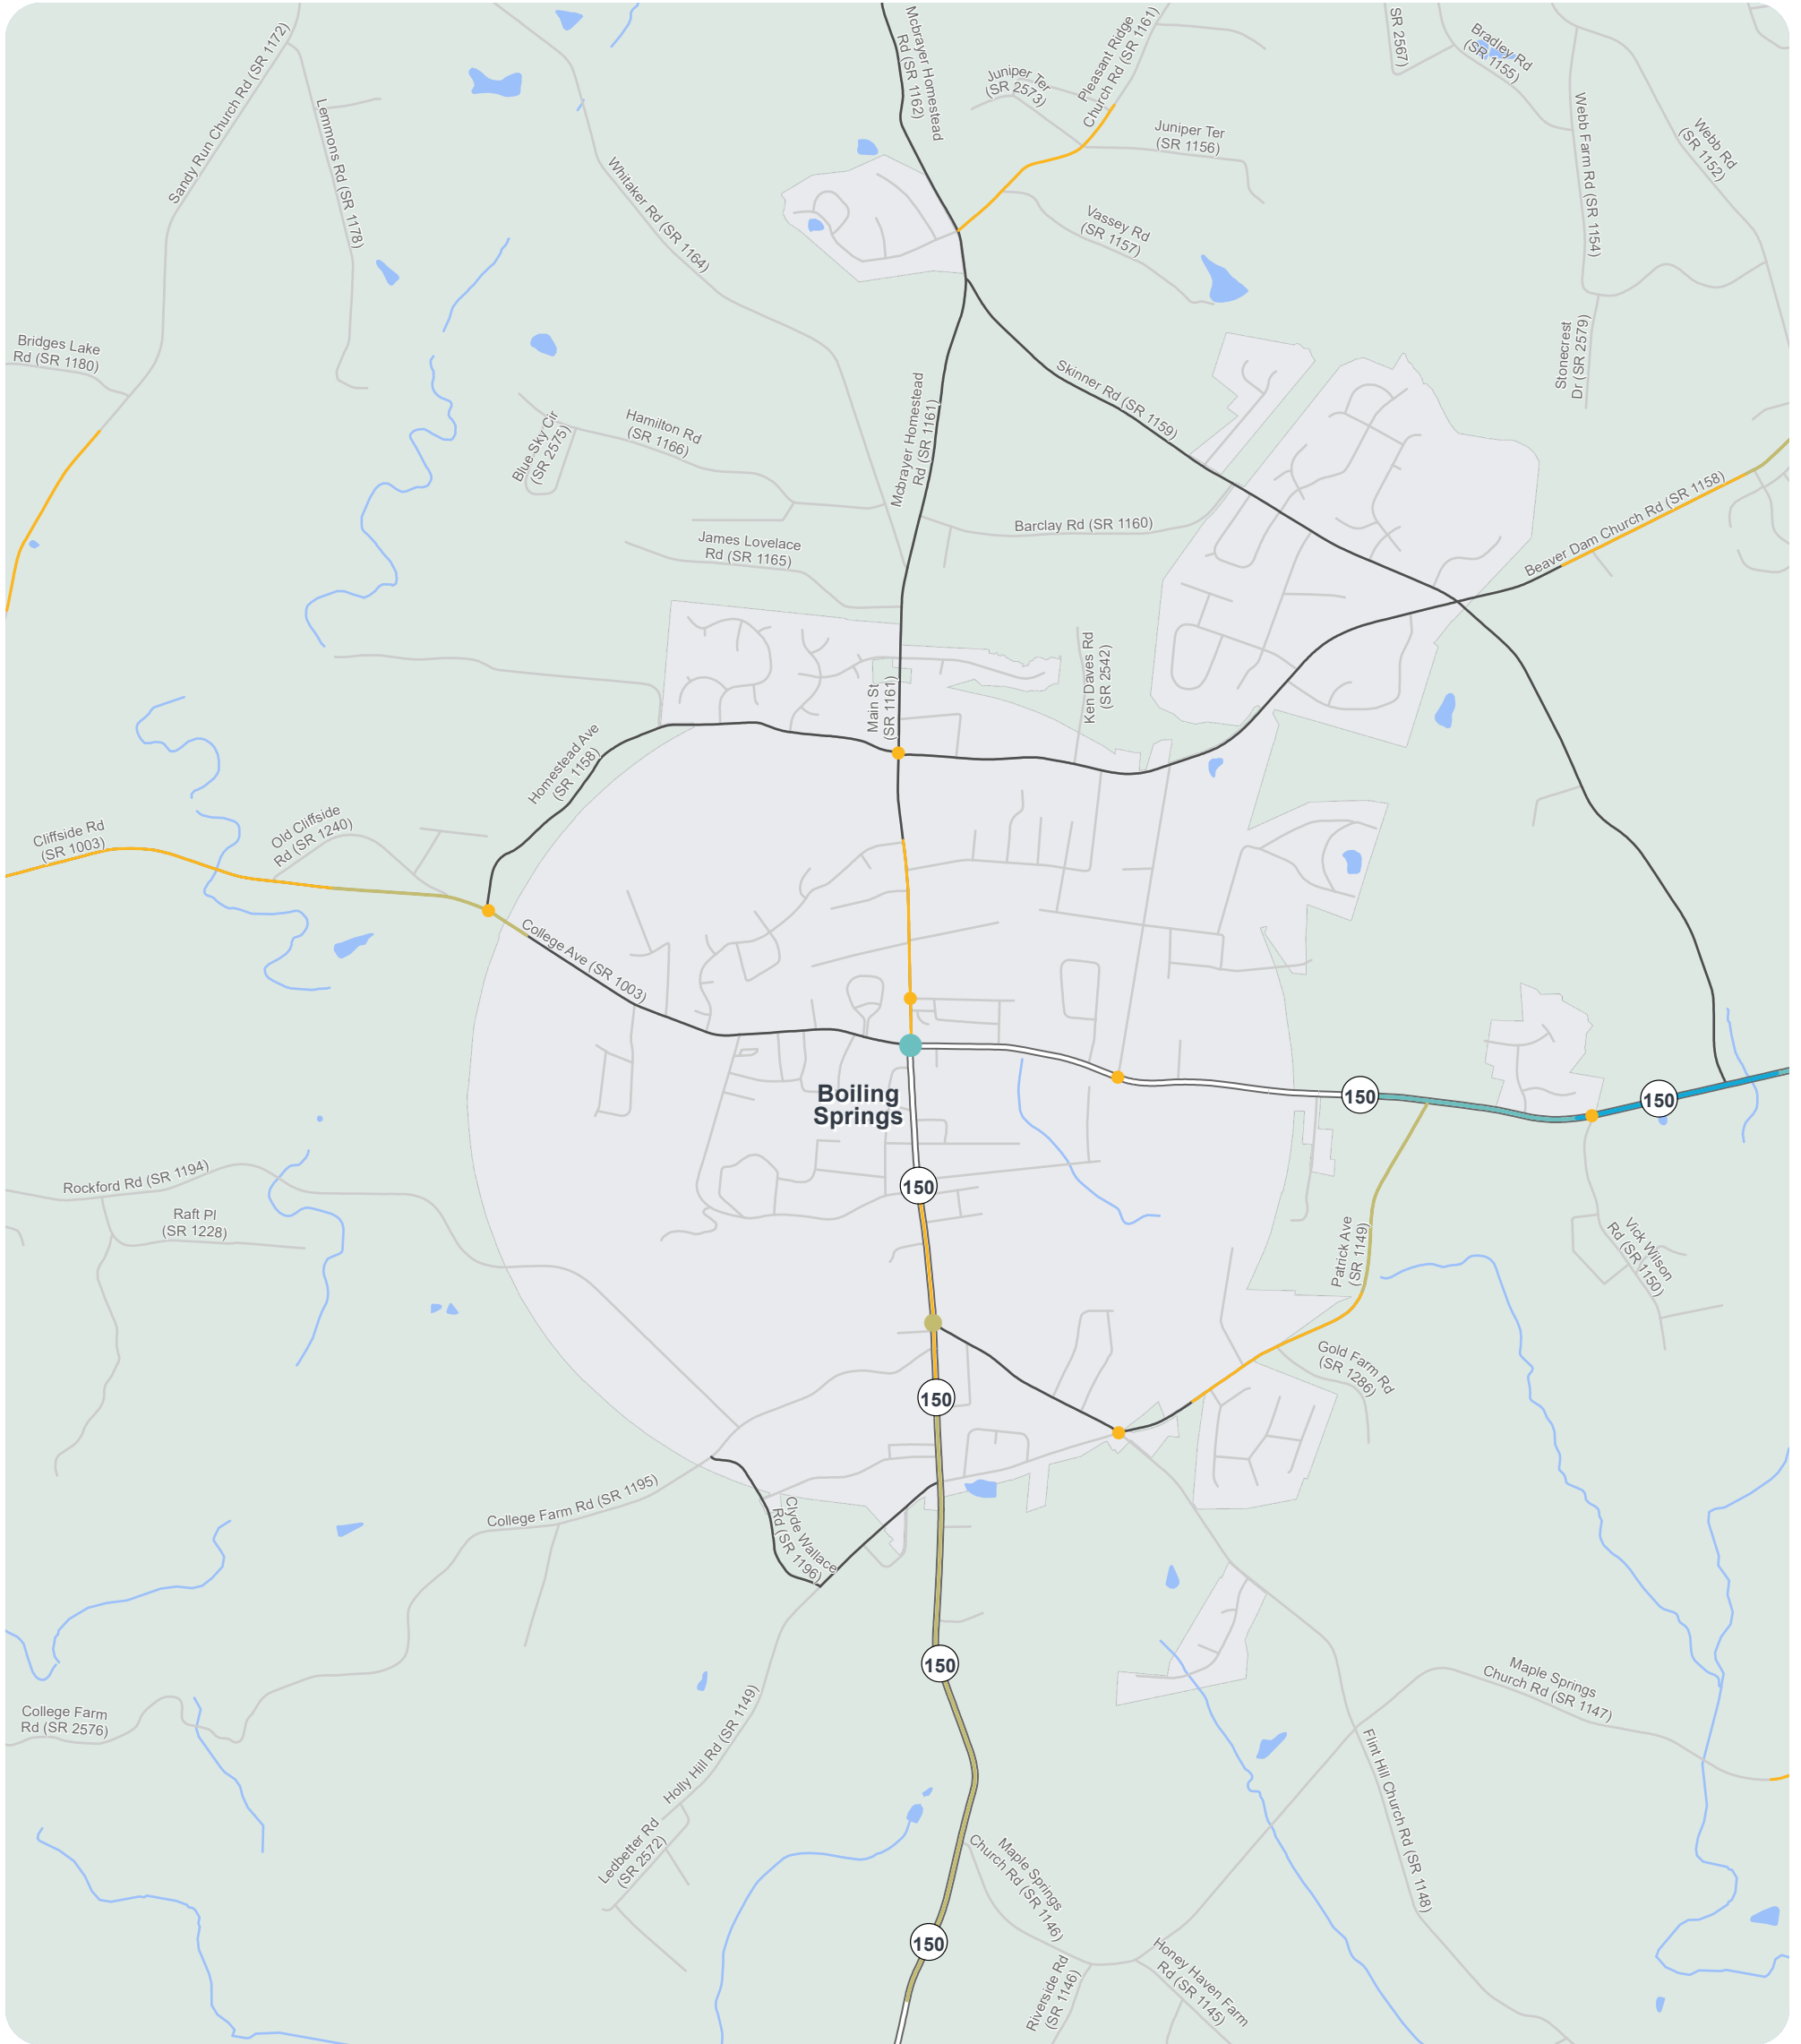 Sandy Run Church Rd (SR 1172)
Lemmons Rd (SR 1178)
Whitaker Rd (SR 1164)
Mcbrayer Homestead
Rd (SR 1162)
Juniper Ter
(SR 2573)
Pleasant Ridge
Church Rd (SR 1161)
Juniper Ter
(SR 1156)
Vassey Rd
(SR 1157)
SR 2567)
Bradley Rd
(SR 1155)
Webb Farm Rd (SR 1154)
Webb Rd
(SR 1152)
Bridges Lake
Rd (SR 1180)
Stonecrest
Dr (SR 2579)
Blue Sky Cir
(SR 2575)
Hamilton Rd
(SR 1166)
Mcbrayer Homestead
Rd (SR 1161)
Skinner Rd (SR 1159)
James Lovelace
Rd (SR 1165)
Barclay Rd (SR 1160)
Beaver Dam Church Rd (SR 1158)
Main St
(SR 1161)
Ken Daves Rd
(SR 2542)
Homestead Ave
(SR 1158)
Cliffside Rd
(SR 1003)
Old Cliffside
Rd (SR 1240)
College Ave (SR 1003)
Boiling
Springs
150
150
150
Rockford Rd (SR 1194)
Raft Pl
(SR 1228)
Patrick Ave
(SR 1149)
Vick Wilson
Rd (SR 1150)
Gold Farm Rd
(SR 1286)
150
College Farm Rd (SR 1195)
Clyde Wallace
Rd (SR 1196)
150
College Farm
Rd (SR 2576)
Holly Hill Rd (SR 1149)
Maple Springs
Church Rd (SR 1147)
Flint Hill Church Rd (SR 1148)
Ledbetter Rd
(SR 2572)
Maple Springs
Church Rd (SR 1146)
150
Riverside Rd
(SR 1146)
Honey Haven Farm
Rd (SR 1145)